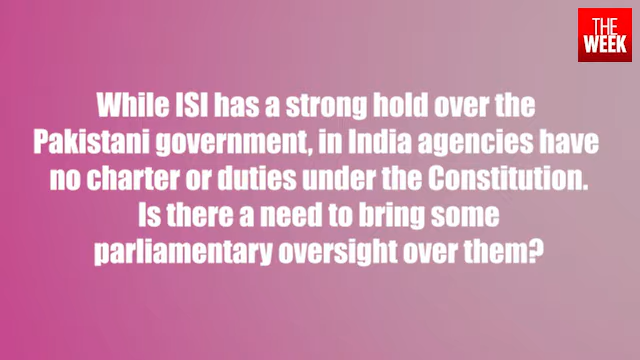 THE
WEEK
While ISI has a strong hold over the
Pakistani government, in India agencies have
no charter or duties under the Constitution.
Is there a need to bring some
parliamentary oversight over them?